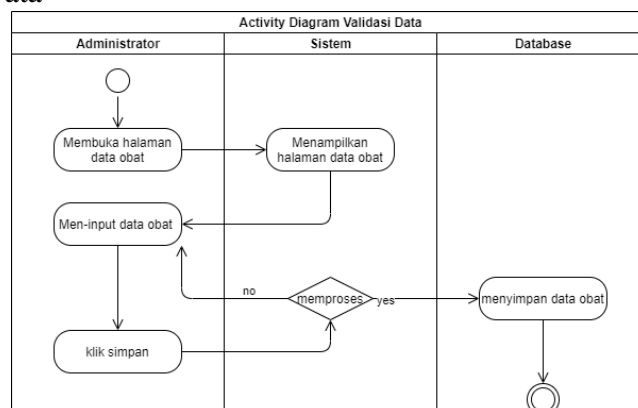 Activity Diagram Validasi Data
Administrator
Sistem
Database
Membuka halaman
data obat
Menampilkan
halaman data obat
Men-input data obat
no
memproses
yes
menyimpan data obat
klik simpan